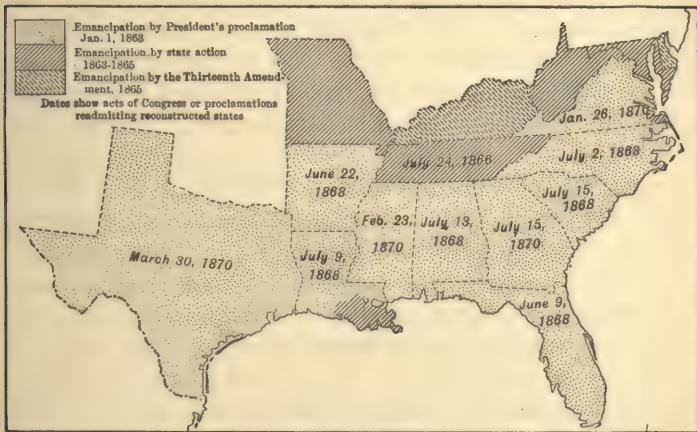 Emancipation by President's proclamation
Jan. 1, 1863
Emancipation by state action
1863-1865
Emancipation by the Thirteenth Amend-
ment, 1865
Dates show acts of Congress or proclamations
readmitting reconstructed states
Jan. 26, 1870
July 24, 1866
July 2, 1868
June 22,
1868
July 15,
1868
Feb. 23,
1870
July 13,
1868
July 15,
1870
March 30, 1870
July 9,
1868
June 9,
1868